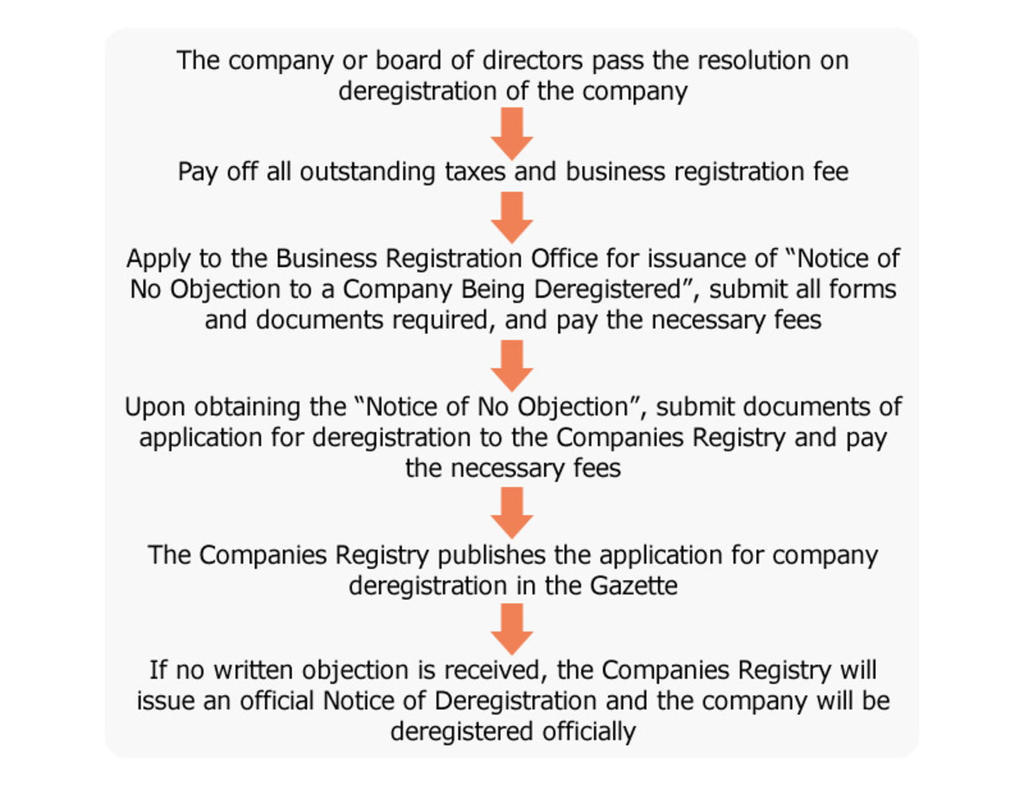 The company or board of directors pass the resolution on
deregistration of the company
Pay off all outstanding taxes and business registration fee
Apply to the Business Registration Office for issuance of “Notice of
No Objection to a Company Being Deregistered”, submit all forms
and documents required, and pay the necessary fees
Upon obtaining the “Notice of No Objection”, submit documents of
application for deregistration to the Companies Registry and pay
the necessary fees
The Companies Registry publishes the application for company
deregistration in the Gazette
If no written objection is received, the Companies Registry will
issue an official Notice of Deregistration and the company will be
deregistered officially